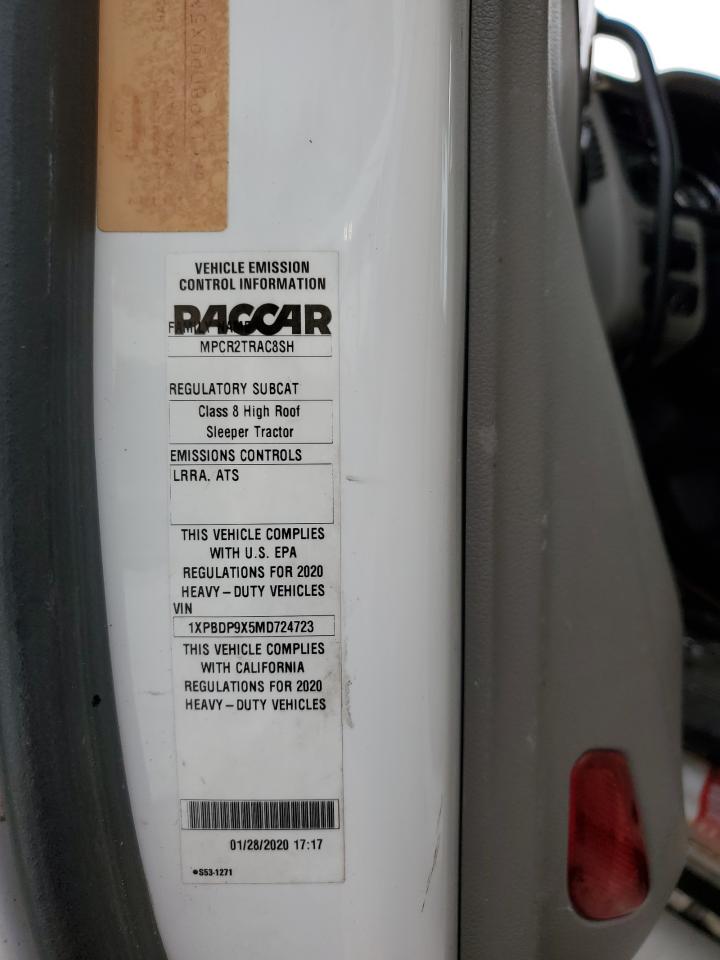 VEHICLE EMISSION
CONTROL INFORMATION
PACCAR
FAMILY NAME
MPCR2TRAC8SH
REGULATORY SUBCAT
Class 8 High Roof
Sleeper Tractor
EMISSIONS CONTROLS
LRRA, ATS
THIS VEHICLE COMPLIES
WITH U.S. EPA
REGULATIONS FOR 2020
HEAVY-DUTY VEHICLES
VIN
1XPBDP9X5MD724723
THIS VEHICLE COMPLIES
WITH CALIFORNIA
REGULATIONS FOR 2020
HEAVY-DUTY VEHICLES
01/28/2020 17:17
●S53-1271